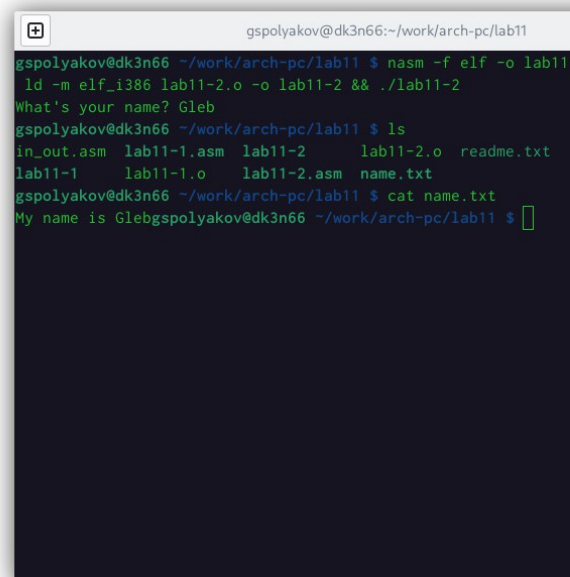 gspolyakov@dk3n66:~/work/arch-pc/lab11
gspolyakov@dk3n66 ~/work/arch-pc/lab11 $ nasm -f elf -o lab11
ld -m elf_i386 lab11-2.o -o lab11-2 && ./lab11-2
What's your name? Gleb
gspolyakov@dk3n66 ~/work/arch-pc/lab11 $ ls
in_out.asm lab11-1.asm lab11-2 lab11-2.o readme.txt
lab11-1 lab11-1.o lab11-2.asm name.txt
gspolyakov@dk3n66 ~/work/arch-pc/lab11 $ cat name.txt
My name is Glebgspolyakov@dk3n66 ~/work/arch-pc/lab11 $